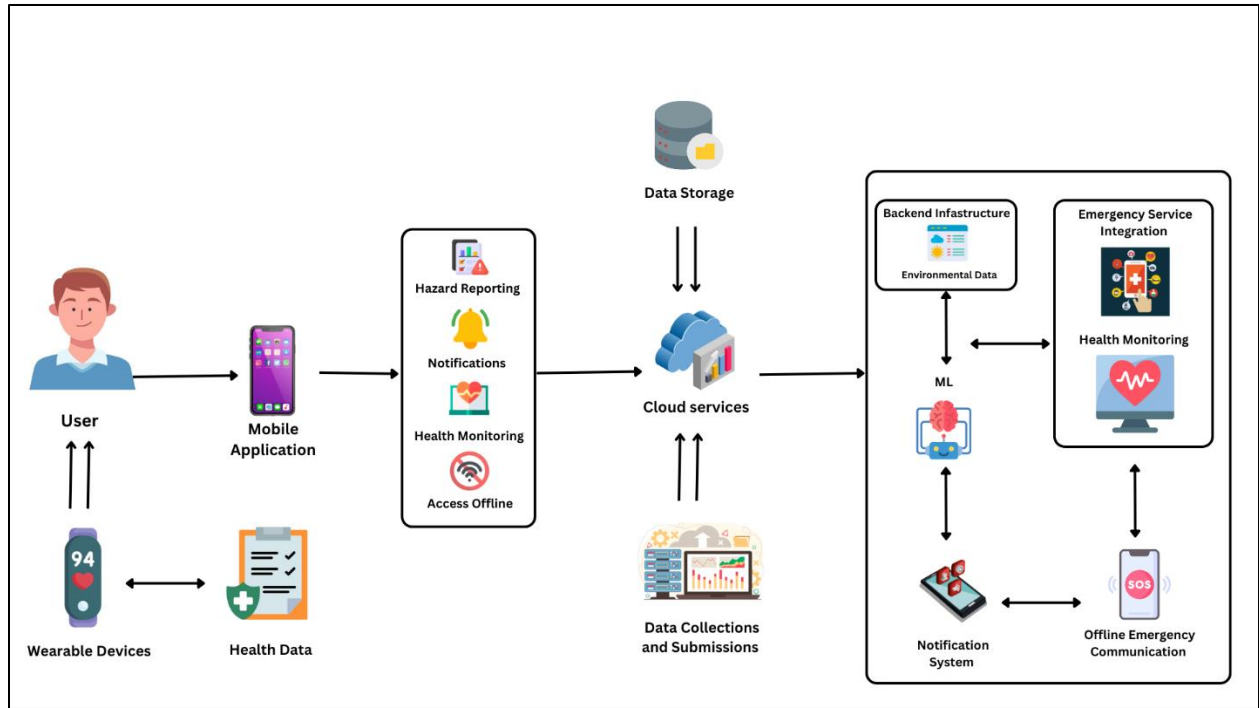 User
Wearable Devices
94
Health Data
Mobile
Application
Hazard Reporting
Notifications
Health Monitoring
Access Offline
Data Storage
Cloud services
Data Collections
and Submissions
Backend Infastructure
Environmental Data
Emergency Service
Integration
Health Monitoring
ML
Notification
System
SOS
Offline Emergency
Communication